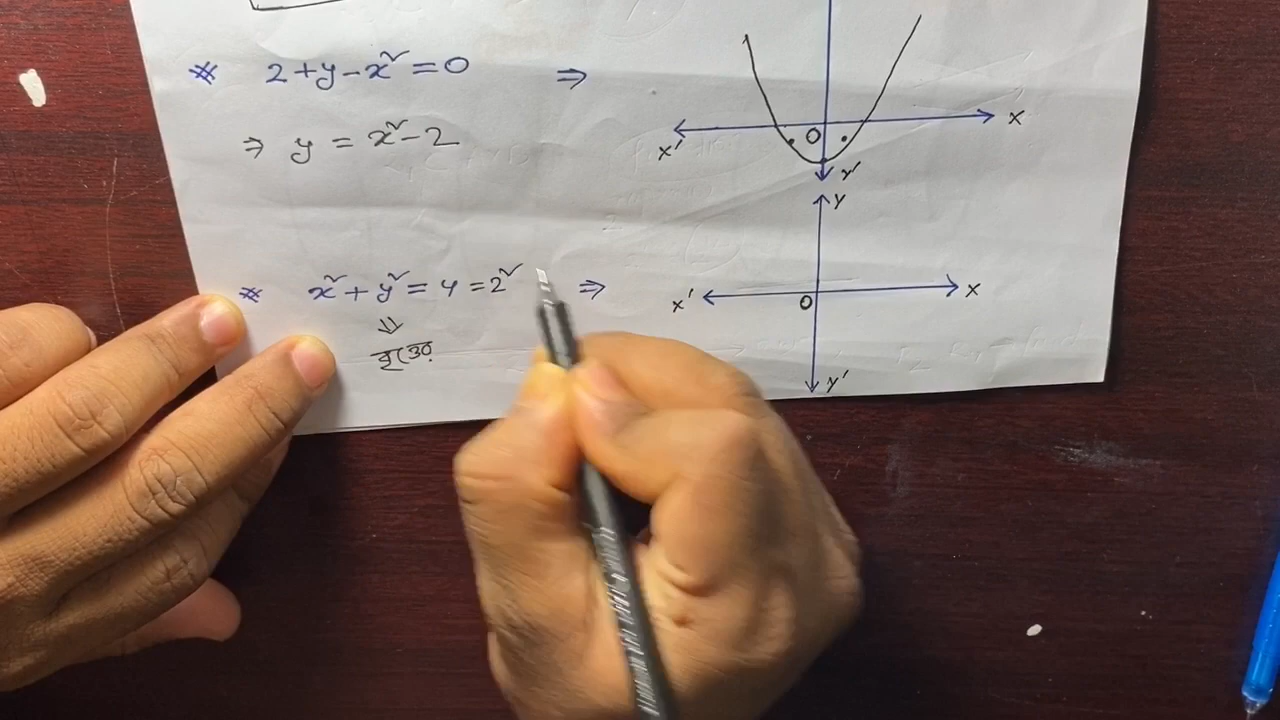 * 2+y-x² = 0 ⇒
⇒ y = x²-2
X' O X
Y'
Y
* x²+y² = 4 = 2² ⇒
X' O X
⇓
বৃত্ত
Y'